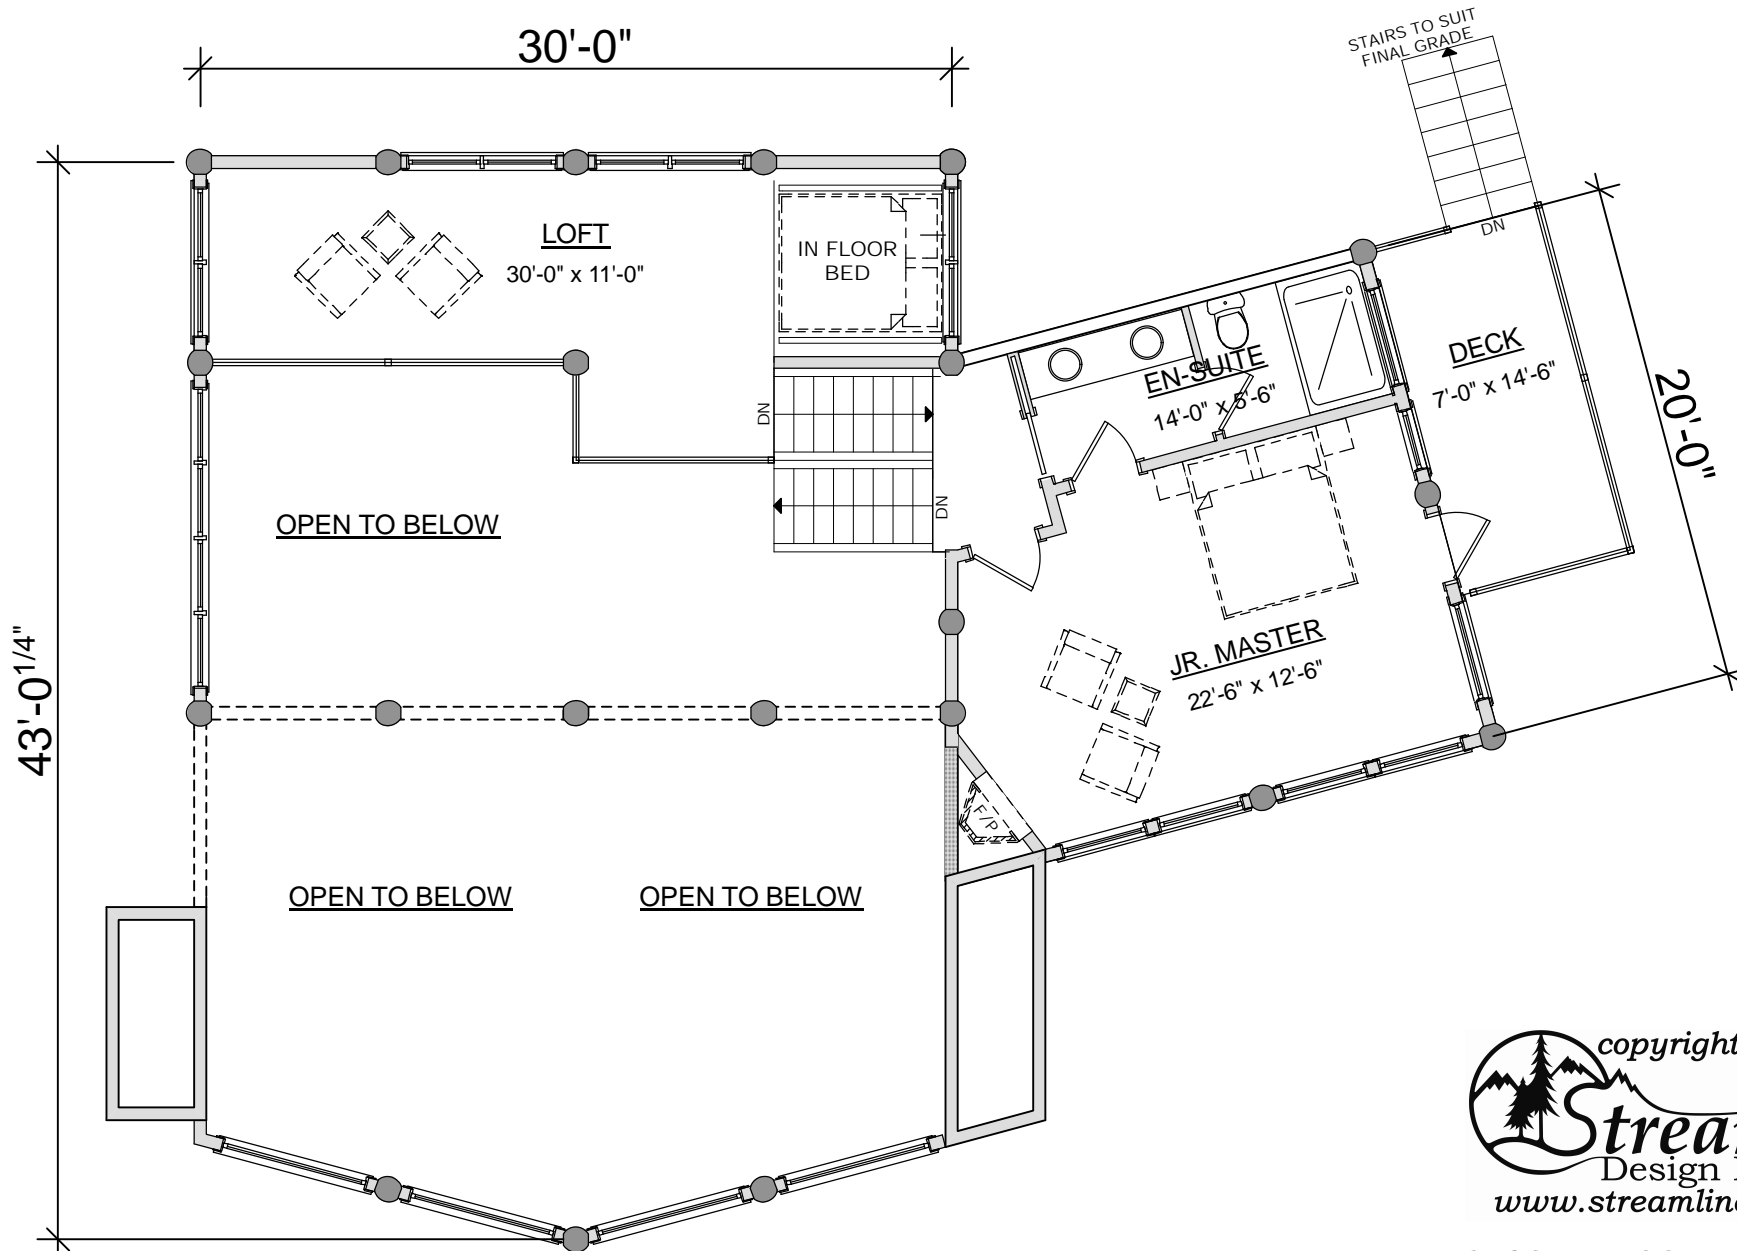 30'-0"
STAIRS TO SUIT
FINAL GRADE
DN
LOFT
30'-0" x 11'-0"
IN FLOOR
BED
EN-SUITE
14'-0" x 5'-6"
DECK
7'-0" x 14'-6"
20'-0"
DN
DN
OPEN TO BELOW
JR. MASTER
22'-6" x 12'-6"
43'-0 1/4"
F/P
OPEN TO BELOW
OPEN TO BELOW
copyright
Design
www.streamlin